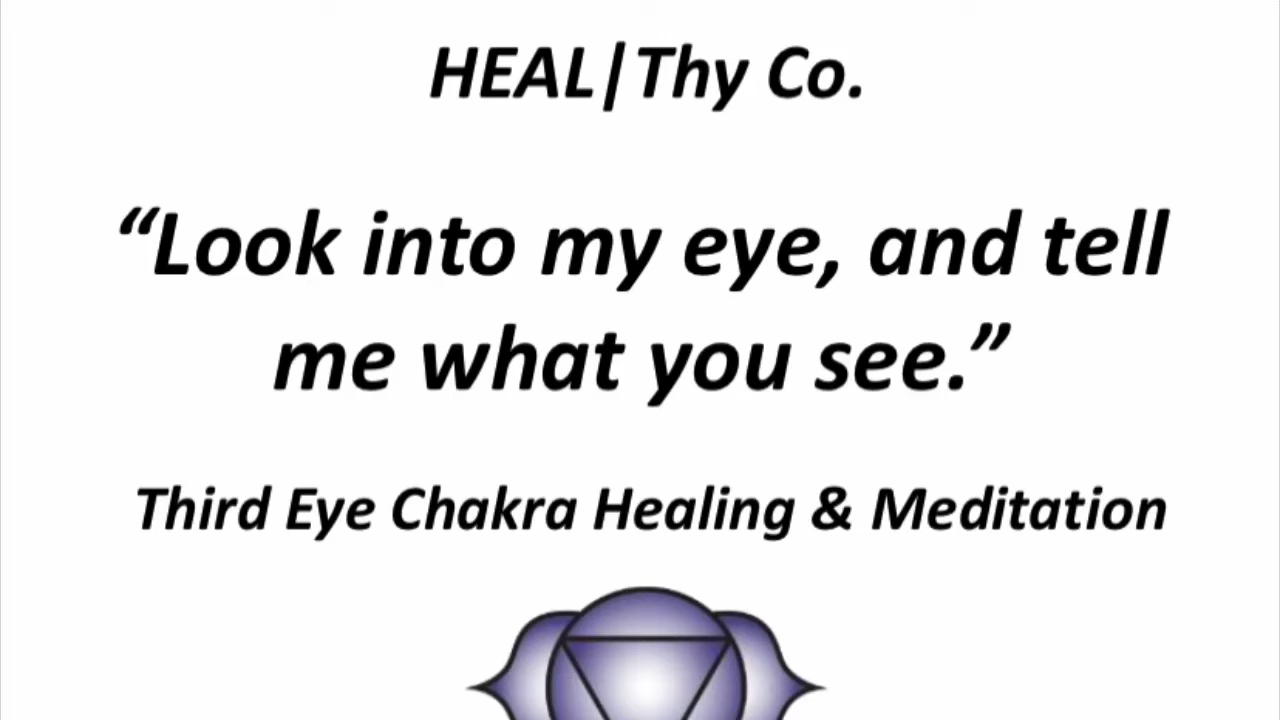 HEAL|Thy Co.
“Look into my eye, and tell
me what you see.”
Third Eye Chakra Healing & Meditation